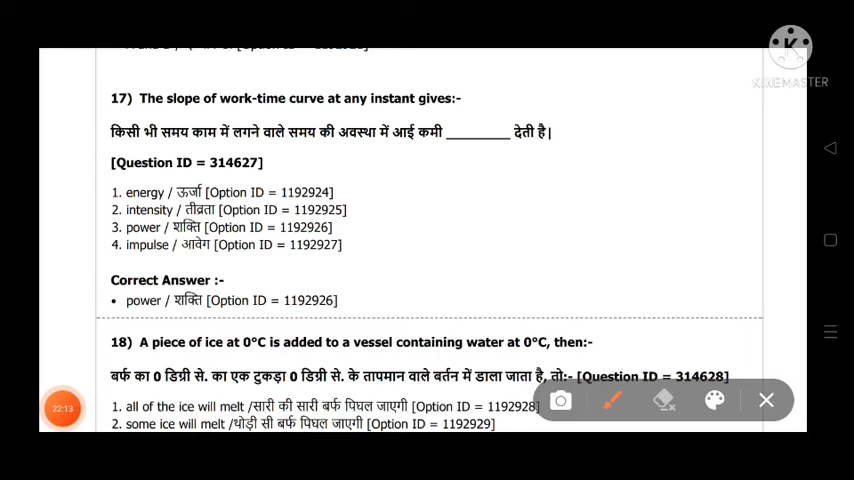 K
KINEMASTER
17) The slope of work-time curve at any instant gives:-
किसी भी समय काम में लगने वाले समय की अवस्था में आई कमी ________ देती है|
[Question ID = 314627]
1. energy / ऊर्जा [Option ID = 1192924]
2. intensity / तीव्रता [Option ID = 1192925]
3. power / शक्ति [Option ID = 1192926]
4. impulse / आवेग [Option ID = 1192927]
Correct Answer :-
• power / शक्ति [Option ID = 1192926]
18) A piece of ice at 0°C is added to a vessel containing water at 0°C, then:-
बर्फ का 0 डिग्री से. का एक टुकड़ा 0 डिग्री से. के तापमान वाले बर्तन में डाला जाता है, तो:- [Question ID = 314628]
22:13
1. all of the ice will melt /सारी की सारी बर्फ पिघल जाएगी [Option ID = 1192928]
2. some ice will melt /थोड़ी सी बर्फ पिघल जाएगी [Option ID = 1192929]